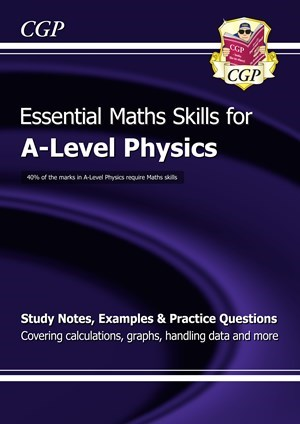 CGP
CGP
CGP
Essential Maths Skills for
A-Level Physics
40% of the marks in A-Level Physics require Maths skills
Study Notes, Examples & Practice Questions
Covering calculations, graphs, handling data and more